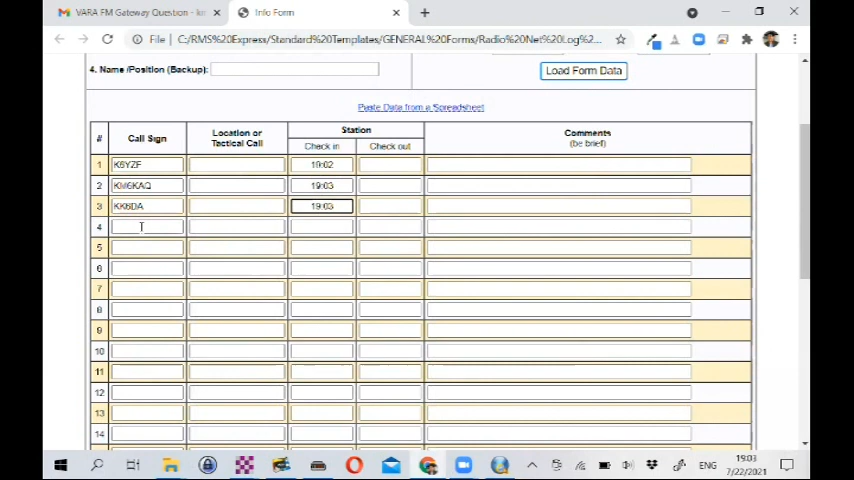 VARA FM Gateway Question - ki
Info Form
File
C:/RMS%20Express/Standard%20Templates/GENERAL%20Forms/Radio%20Net%20Log%2...
4. Name /Position (Backup):
Load Form Data
Paste Data from a Spreadsheet
# Call Sign Location or Tactical Call Station Check in Check out Comments (be brief)
1 K6YZF 19:02
2 KM6KAQ 19:03
3 KK6DA 19:03
4
5
6
7
8
9
10
11
12
13
14
ENG
19:03
7/22/2021